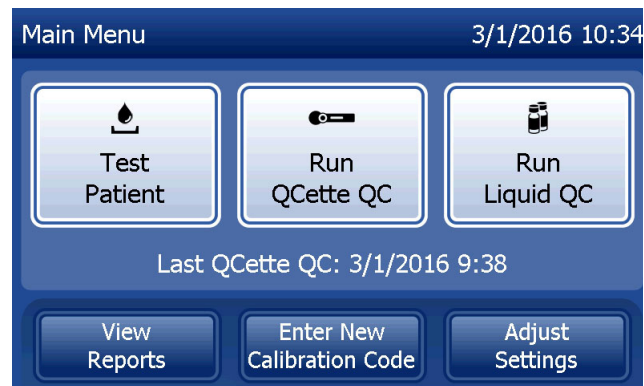 Main Menu 3/1/2016 10:34
Test
Patient
Run
QCette QC
Run
Liquid QC
Last QCette QC: 3/1/2016 9:38
View
Reports
Enter New
Calibration Code
Adjust
Settings